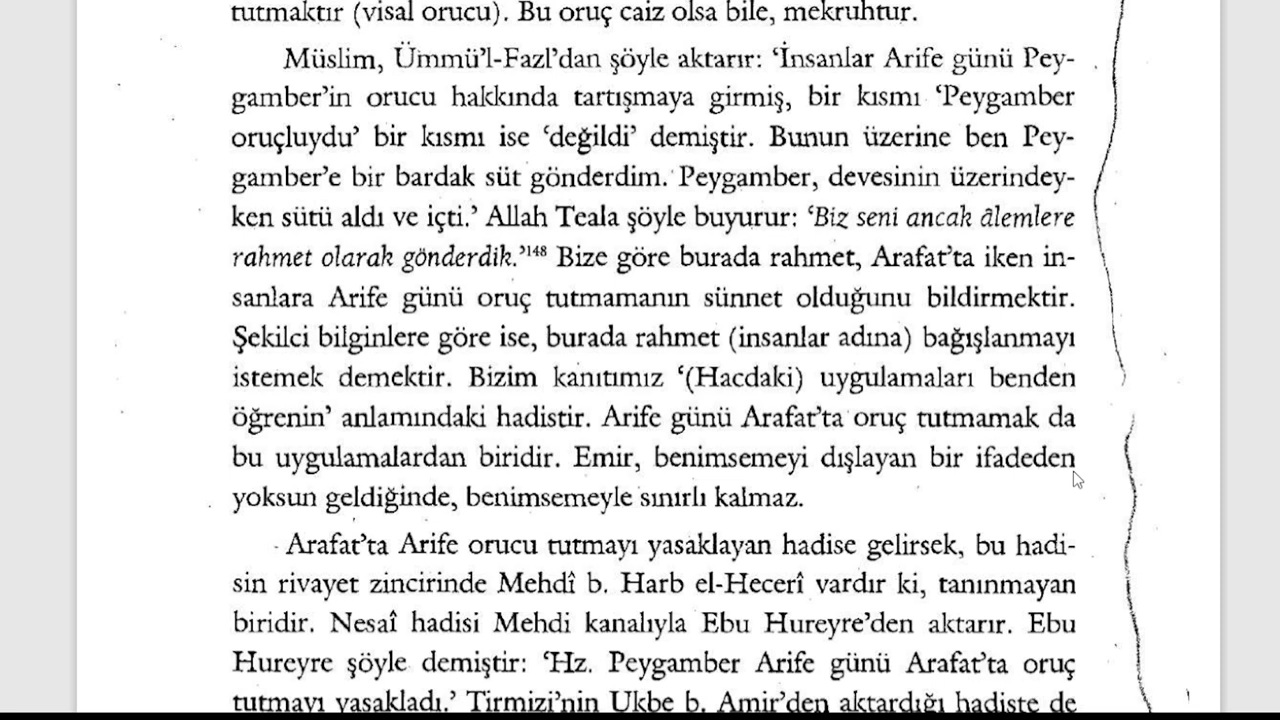 tutmaktır (visal orucu). Bu oruç caiz olsa bile, mekruhtur.
Müslim, Ümmü’l-Fazl’dan şöyle aktarır: ‘İnsanlar Arife günü Pey-
gamber’in orucu hakkında tartışmaya girmiş, bir kısmı ‘Peygamber
oruçluydu’ bir kısmı ise ‘değildi’ demiştir. Bunun üzerine ben Pey-
gamber’e bir bardak süt gönderdim. Peygamber, devesinin üzerindey-
ken sütü aldı ve içti.’ Allah Teala şöyle buyurur: ‘Biz seni ancak âlemlere
rahmet olarak gönderdik.’148 Bize göre burada rahmet, Arafat’ta iken in-
sanlara Arife günü oruç tutmamanın sünnet olduğunu bildirmektir.
Şekilci bilginlere göre ise, burada rahmet (insanlar adına) bağışlanmayı
istemek demektir. Bizim kanıtımız ‘(Hacdaki) uygulamaları benden
öğrenin’ anlamındaki hadistir. Arife günü Arafat’ta oruç tutmamak da
bu uygulamalardan biridir. Emir, benimsemeyi dışlayan bir ifadeden
yoksun geldiğinde, benimsemeyle sınırlı kalmaz.
Arafat’ta Arife orucu tutmayı yasaklayan hadise gelirsek, bu hadi-
sin rivayet zincirinde Mehdî b. Harb el-Hecerî vardır ki, tanınmayan
biridir. Nesaî hadisi Mehdi kanalıyla Ebu Hureyre’den aktarır. Ebu
Hureyre şöyle demiştir: ‘Hz. Peygamber Arife günü Arafat’ta oruç
tutmayı yasakladı.’ Tirmizi’nin Ukbe b. Amir’den aktardığı hadiste de